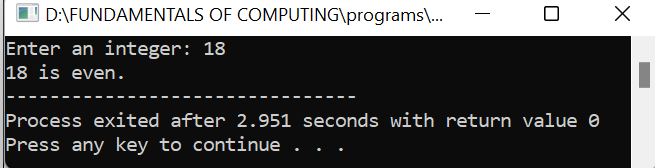 D:\FUNDAMENTALS OF COMPUTING\programs\...
Enter an integer: 18
18 is even.
--------------------------------
Process exited after 2.951 seconds with return value 0
Press any key to continue . . .